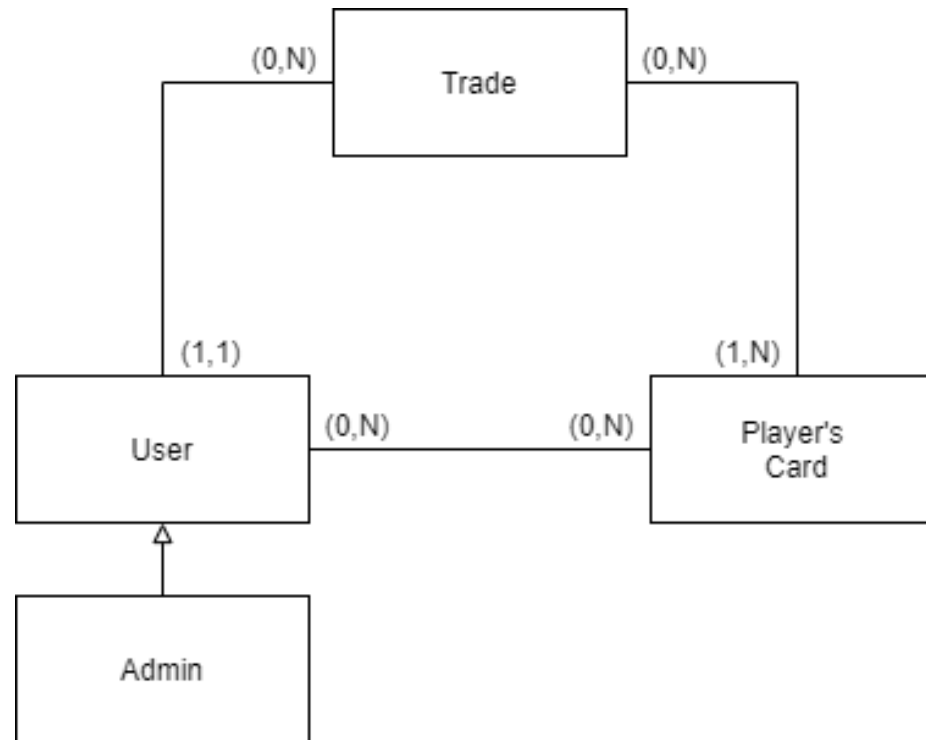 (0,N)
Trade
(0,N)
(1,1)
(1,N)
User
(0,N)
(0,N)
Player's
Card
Admin